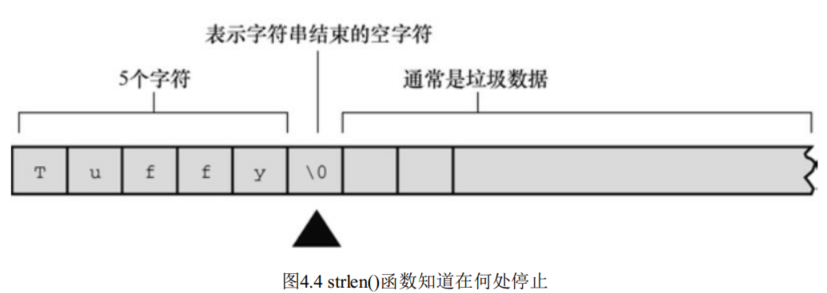 表示字符串结束的空字符
5个字符
通常是垃圾数据
T u f f y \0
图4.4 strlen()函数知道在何处停止